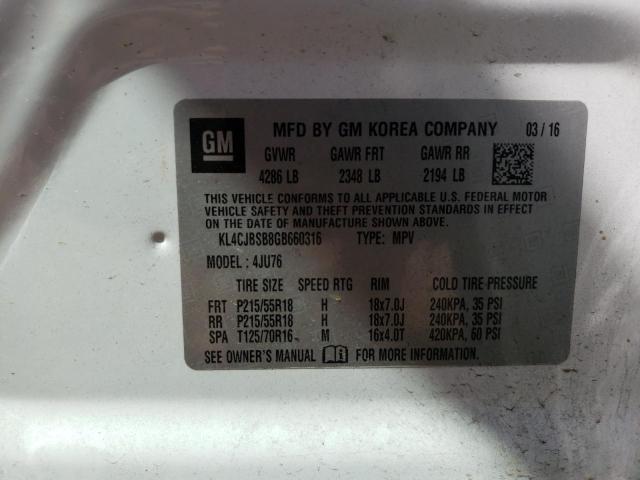 GM MFD BY GM KOREA COMPANY 03 / 16
GVWR GAWR FRT GAWR RR
4286 LB 2348 LB 2194 LB
THIS VEHICLE CONFORMS TO ALL APPLICABLE U.S. FEDERAL MOTOR
VEHICLE SAFETY AND THEFT PREVENTION STANDARDS IN EFFECT
ON THE DATE OF MANUFACTURE SHOWN ABOVE.
KL4CJBSB8GB660316 TYPE: MPV
MODEL : 4JU76
TIRE SIZE SPEED RTG RIM COLD TIRE PRESSURE
FRT P215/55R18 H 18x7.0J 240KPA, 35 PSI
RR P215/55R18 H 18x7.0J 240KPA, 35 PSI
SPA T125/70R16 M 16x4.0T 420KPA, 60 PSI
SEE OWNER'S MANUAL FOR MORE INFORMATION.